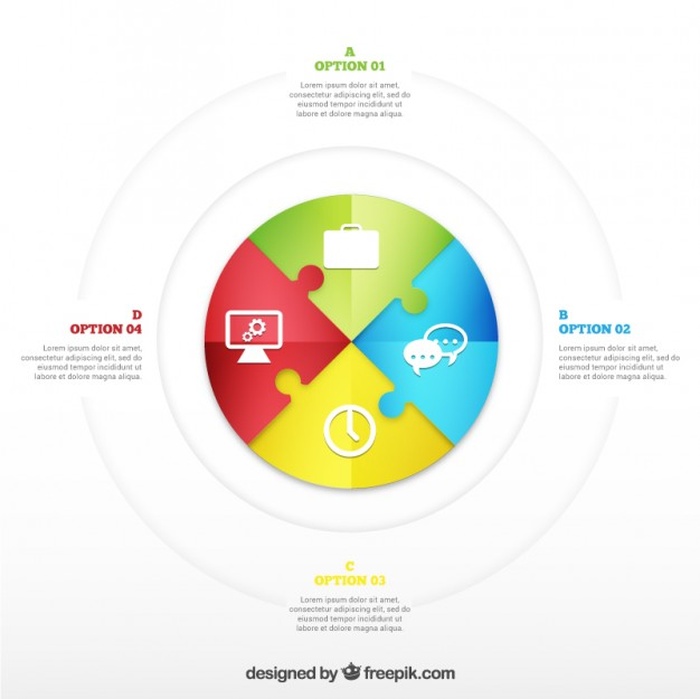 A
OPTION 01
Lorem ipsum dolor sit amet,
consectetur adipiscing elit, sed do
eiusmod tempor incididunt ut
labore et dolore magna aliqua.
D
OPTION 04
Lorem ipsum dolor sit amet,
consectetur adipiscing elit, sed do
eiusmod tempor incididunt ut
labore et dolore magna aliqua.
B
OPTION 02
Lorem ipsum dolor sit amet,
consectetur adipiscing elit, sed do
eiusmod tempor incididunt ut
labore et dolore magna aliqua.
C
OPTION 03
Lorem ipsum dolor sit amet,
consectetur adipiscing elit, sed do
eiusmod tempor incididunt ut
labore et dolore magna aliqua.
designed by freepik.com